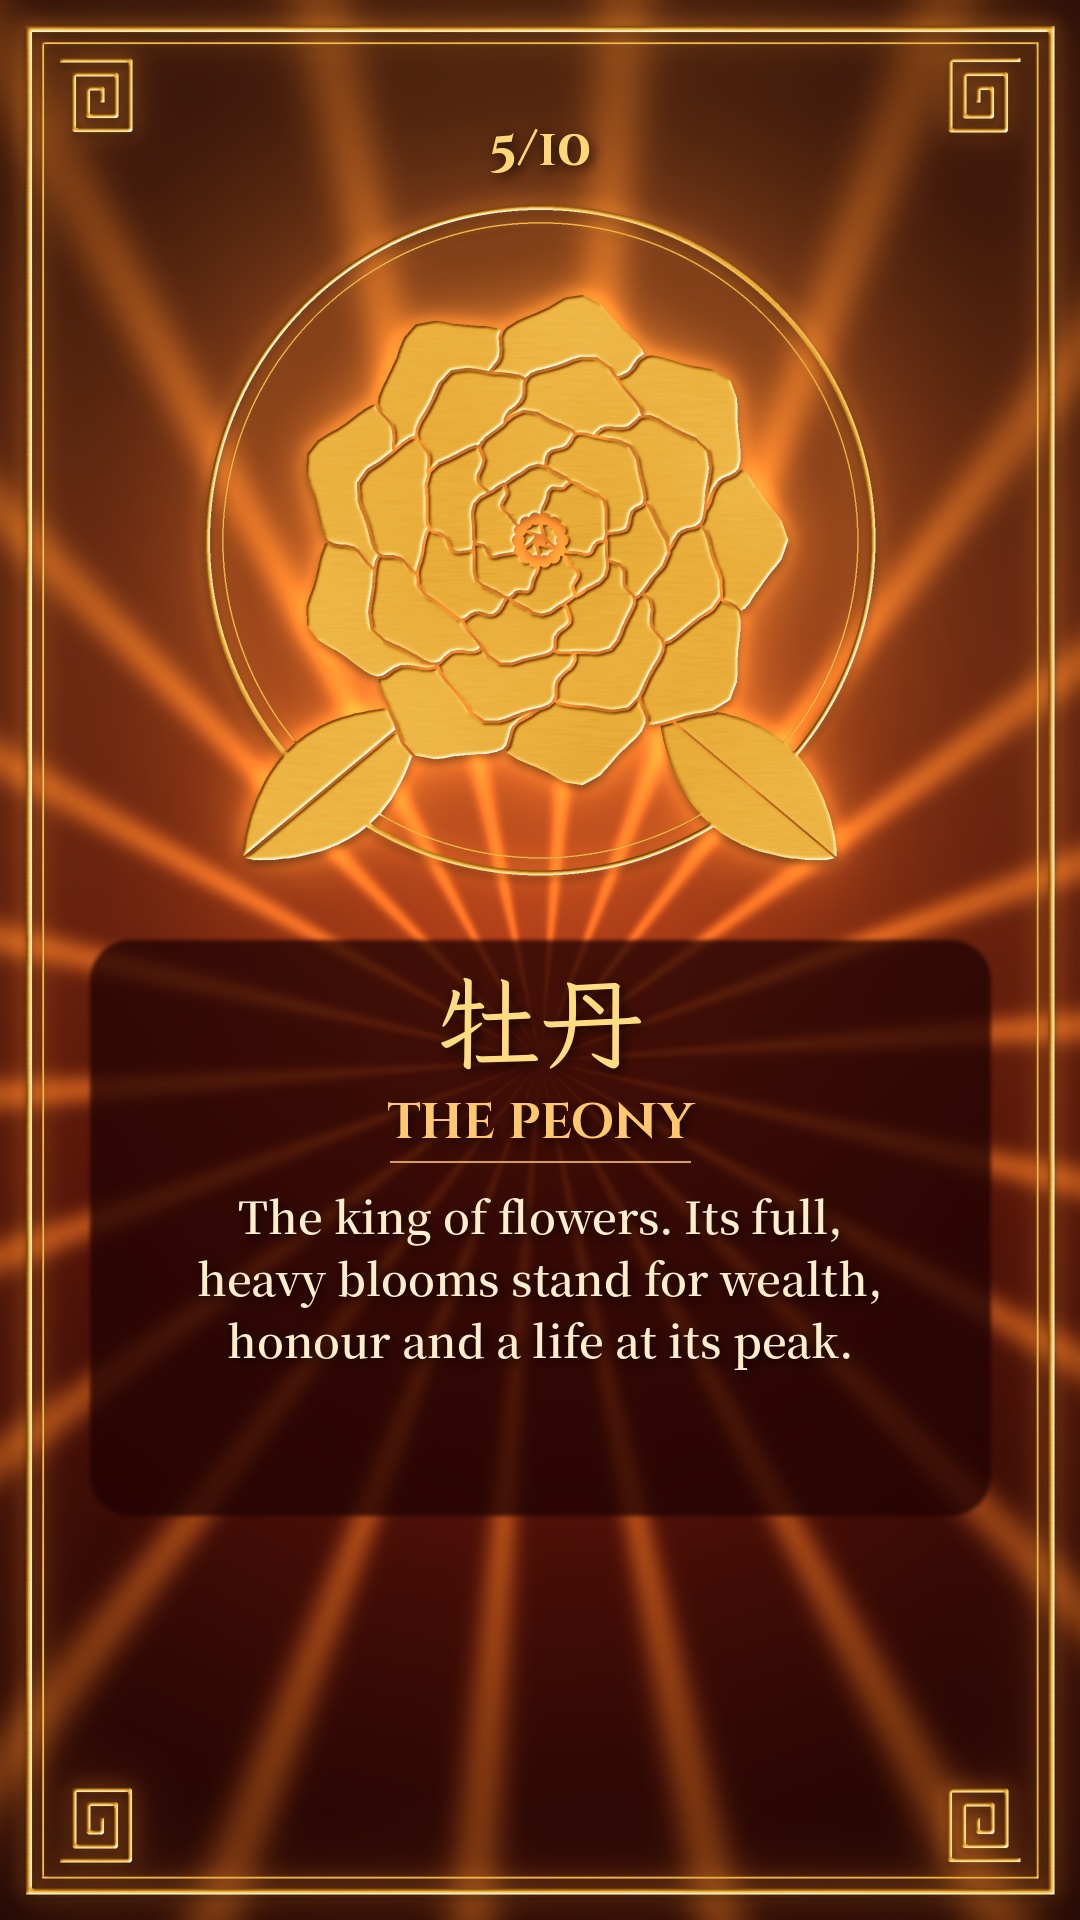 5/10
牡丹
THE PEONY
The king of flowers. Its full,
heavy blooms stand for wealth,
honour and a life at its peak.